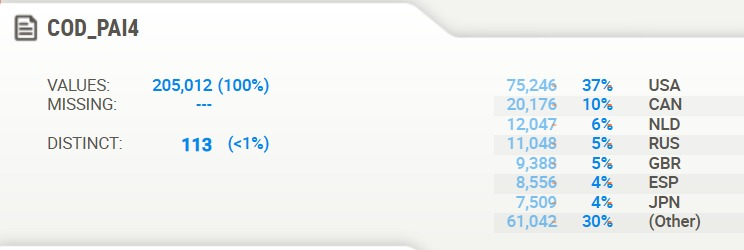 COD_PAI4
VALUES: 205,012 (100%)
MISSING: ---
DISTINCT: 113 (<1%)
75,246 37% USA
20,176 10% CAN
12,047 6% NLD
11,048 5% RUS
9,388 5% GBR
8,556 4% ESP
7,509 4% JPN
61,042 30% (Other)